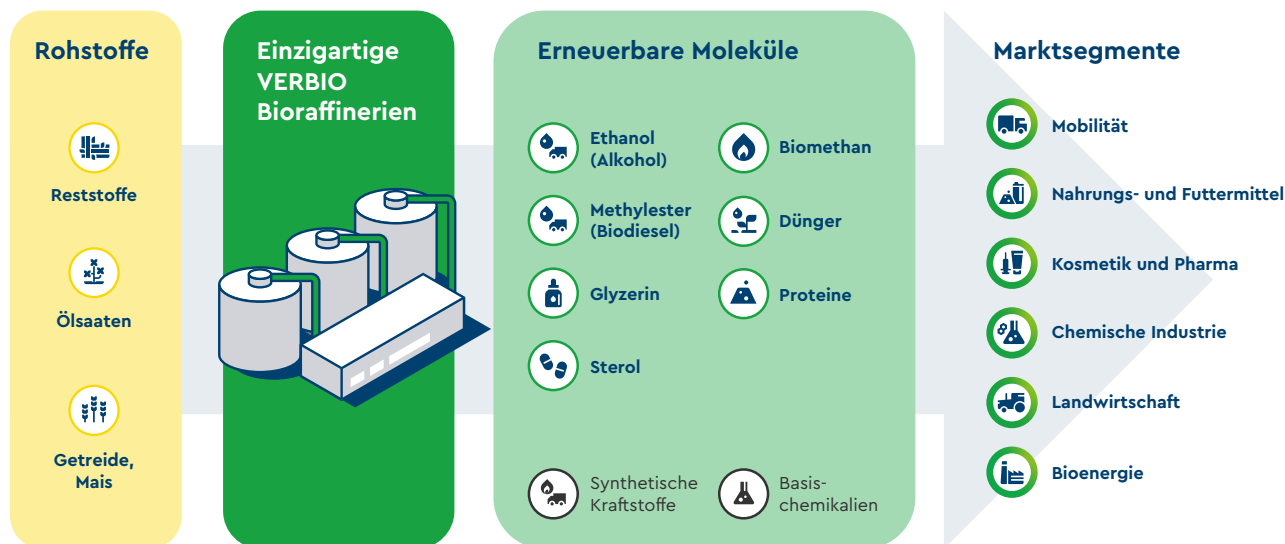 Rohstoffe
Reststoffe
Ölsaaten
Getreide,
Mais
Einzigartige
VERBIO
Bioraffinerien
Erneuerbare Moleküle
Ethanol
(Alkohol)
Methylester
(Biodiesel)
Glyzerin
Sterol
Biomethan
Dünger
Proteine
Synthetische
Kraftstoffe
Basis-
chemikalien
Marktsegmente
Mobilität
Nahrungs- und Futtermittel
Kosmetik und Pharma
Chemische Industrie
Landwirtschaft
Bioenergie